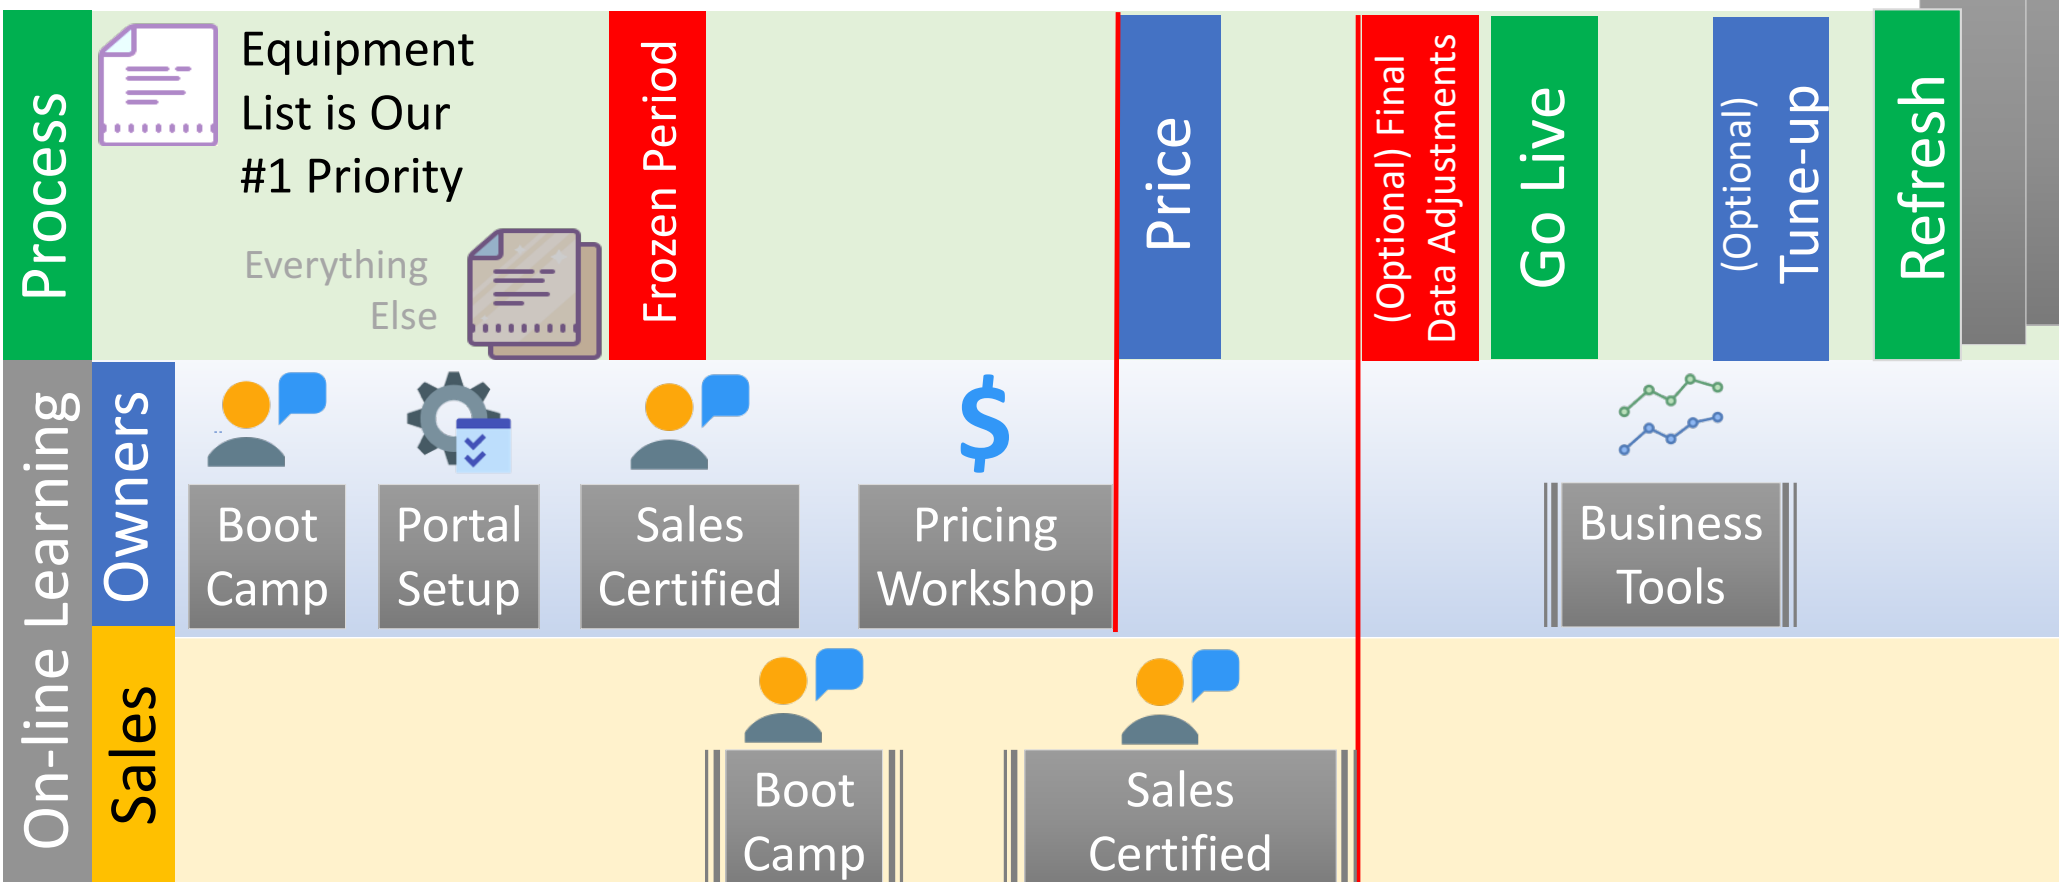 Process
Equipment
List is Our
#1 Priority
Everything
Else
Frozen Period
Price
(Optional) Final
Data Adjustments
Go Live
(Optional)
Tune-up
Refresh
On-line Learning
Owners
Boot
Camp
Portal
Setup
Sales
Certified
Pricing
Workshop
Business
Tools
Sales
Boot
Camp
Sales
Certified